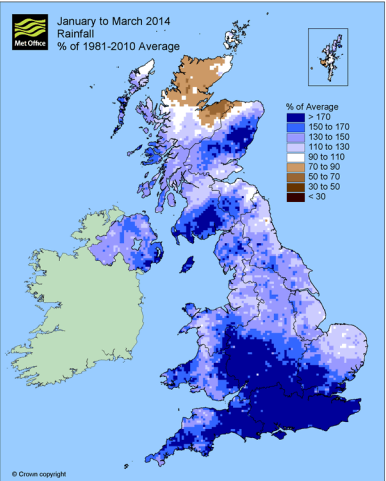 January to March 2014
Rainfall
% of 1981-2010 Average
Met Office
% of Average
> 170
150 to 170
130 to 150
110 to 130
90 to 110
70 to 90
50 to 70
30 to 50
< 30
© Crown copyright